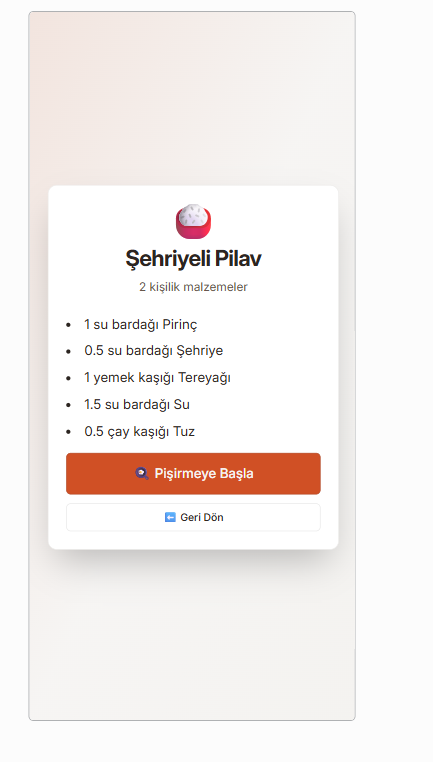 Şehriyeli Pilav
2 kişilik malzemeler
1 su bardağı Pirinç
0.5 su bardağı Şehriye
1 yemek kaşığı Tereyağı
1.5 su bardağı Su
0.5 çay kaşığı Tuz
Pişirmeye Başla
Geri Dön